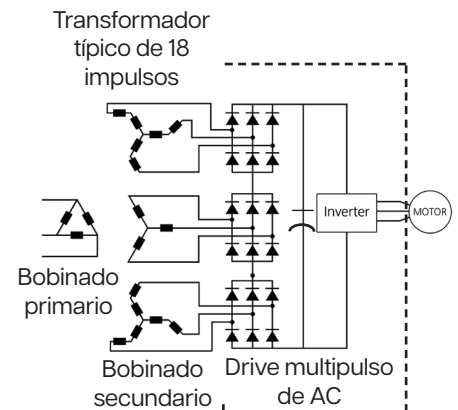 Transformador
típico de 18
impulsos
Inverter
MOTOR
Bobinado
primario
Bobinado
secundario
Drive multipulso
de AC